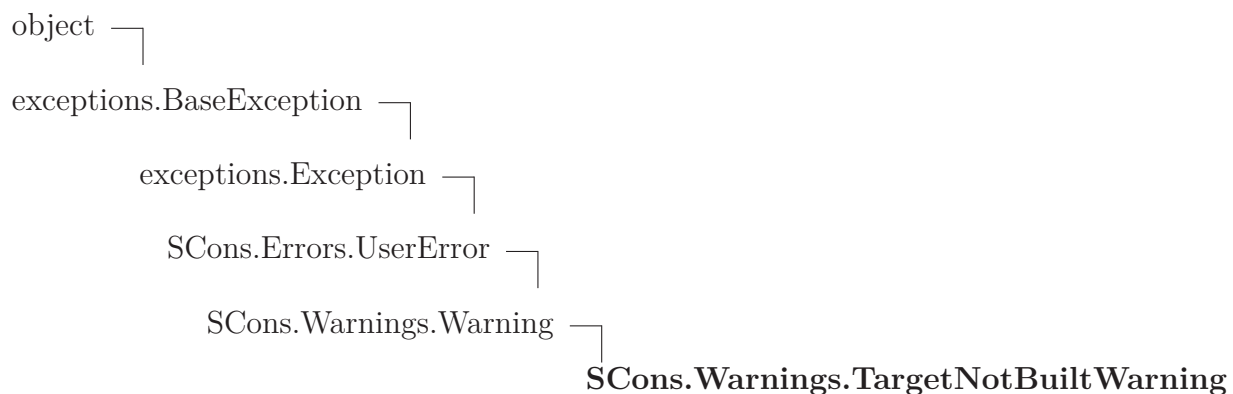 object
exceptions.BaseException
exceptions.Exception
SCons.Errors.UserError
SCons.Warnings.Warning
SCons.Warnings.TargetNotBuiltWarning